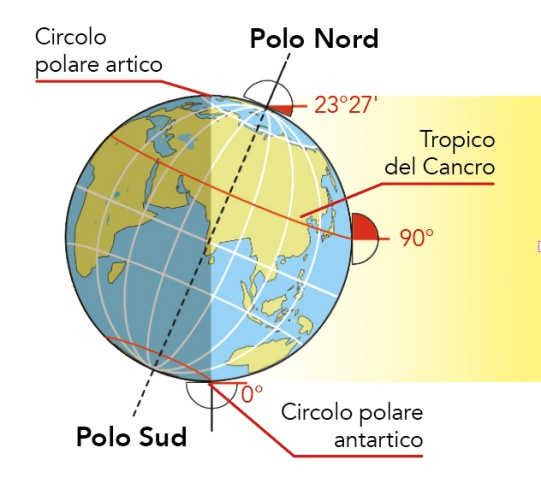 Circolo
polare artico
Polo Nord
23°27'
Tropico
del Cancro
90°
0°
Circolo polare
antartico
Polo Sud